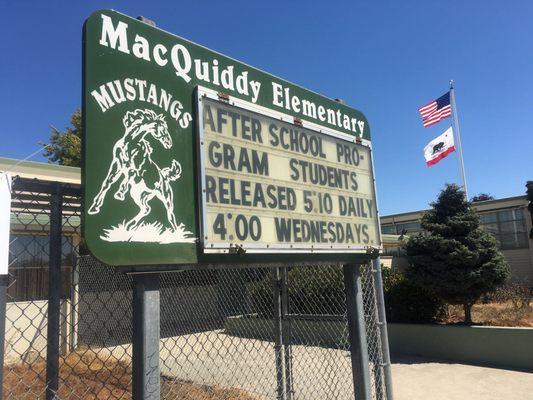 MacQuiddy Elementary
MUSTANGS
AFTER SCHOOL PRO-
GRAM STUDENTS
RELEASED 5:10 DAILY
4:00 WEDNESDAYS